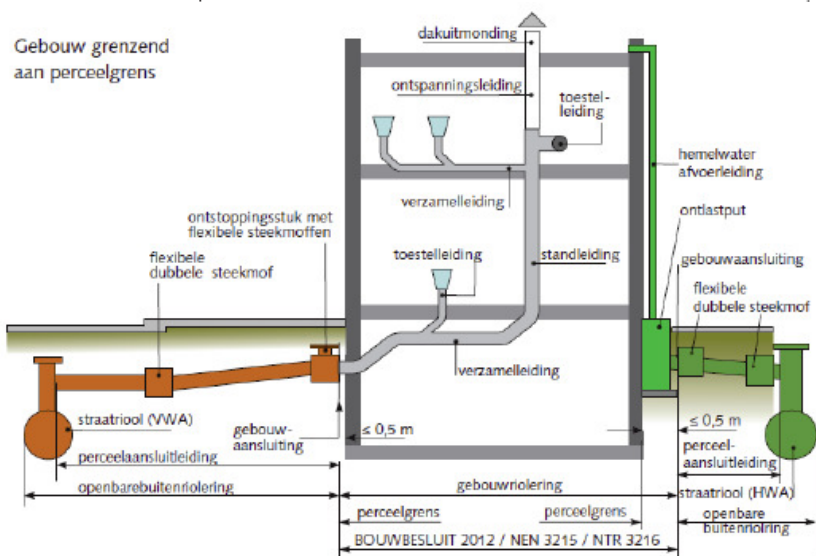 Gebouw grenzend
aan perceelgrens
dakuitmonding
ontspanningsleiding
toestel-
leiding
hemelwater
afvoerleiding
verzamelleiding
ontlastput
ontstoppingsstuk met
flexibele steekmoffen
flexibele
dubbele steekmof
toestelleiding
standleiding
gebouwaansluiting
flexibele
dubbele steekmof
verzamelleiding
straatriool (VWA)
gebouw-
aansluiting
≤ 0,5 m
≤ 0,5 m
perceelaansluitleiding
perceel-
aansluitleiding
openbarebuitenriolering
gebouwriolering
straatriool (HWA)
perceelgrens
perceelgrens
openbare
buitenriolring
BOUWBESLUIT 2012 / NEN 3215 / NTR 3216